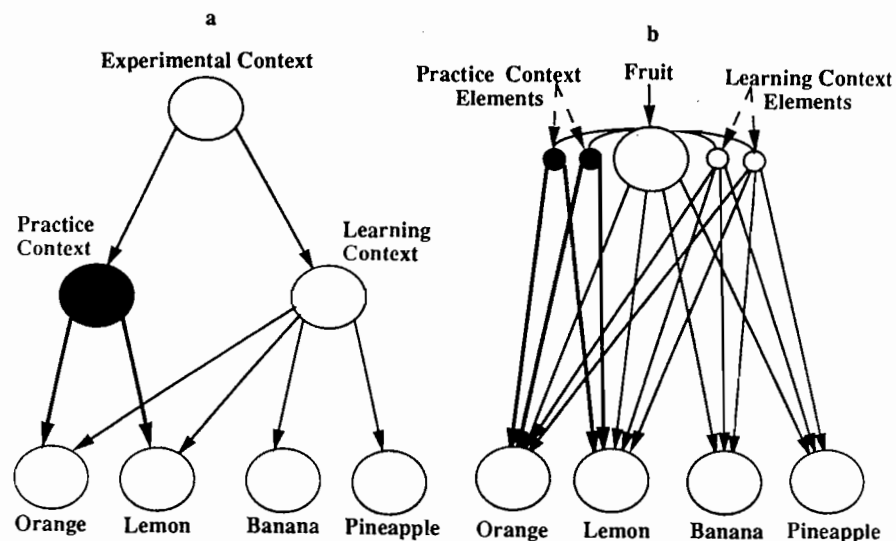 a
Experimental Context
Practice
Context
Learning
Context
Orange
Lemon
Banana
Pineapple
b
Practice Context
Elements
Fruit
Learning Context
Elements
Orange
Lemon
Banana
Pineapple